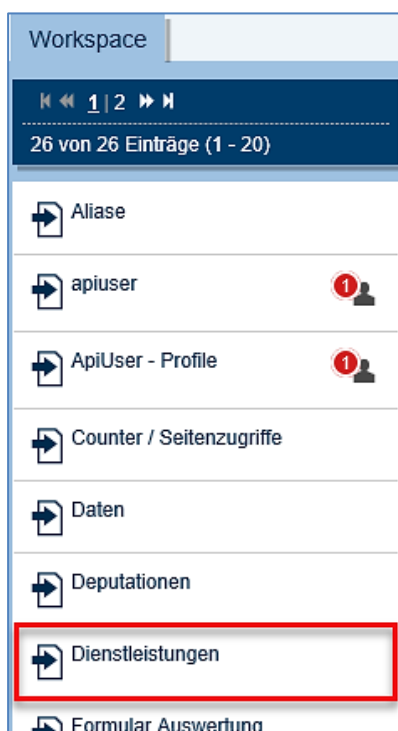 Workspace
1 | 2
26 von 26 Einträge (1 - 20)
Aliase
apiuser 1
ApiUser - Profile 1
Counter / Seitenzugriffe
Daten
Deputationen
Dienstleistungen
Formular Auswertung